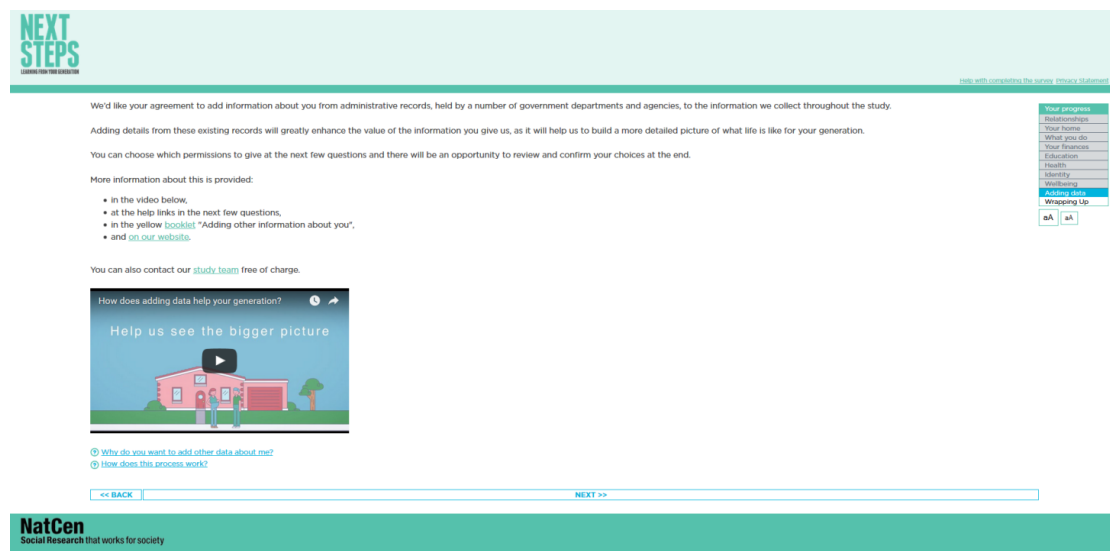 NEXT
STEPS
LEARNING FROM YOUR GENERATION
Help with completing the survey Privacy Statement
We'd like your agreement to add information about you from administrative records, held by a number of government departments and agencies, to the information we collect throughout the study.
Adding details from these existing records will greatly enhance the value of the information you give us, as it will help us to build a more detailed picture of what life is like for your generation.
You can choose which permissions to give at the next few questions and there will be an opportunity to review and confirm your choices at the end.
More information about this is provided:
• in the video below,
• at the help links in the next few questions,
• in the yellow booklet "Adding other information about you",
• and on our website.
You can also contact our study team free of charge.
How does adding data help your generation?
Help us see the bigger picture
? Why do you want to add other data about me?
? How does this process work?
<< BACK
NEXT >>
Your progress
Relationships
Your home
What you do
Your finances
Education
Health
Identity
Wellbeing
Adding data
Wrapping Up
aA aA
NatCen
Social Research that works for society